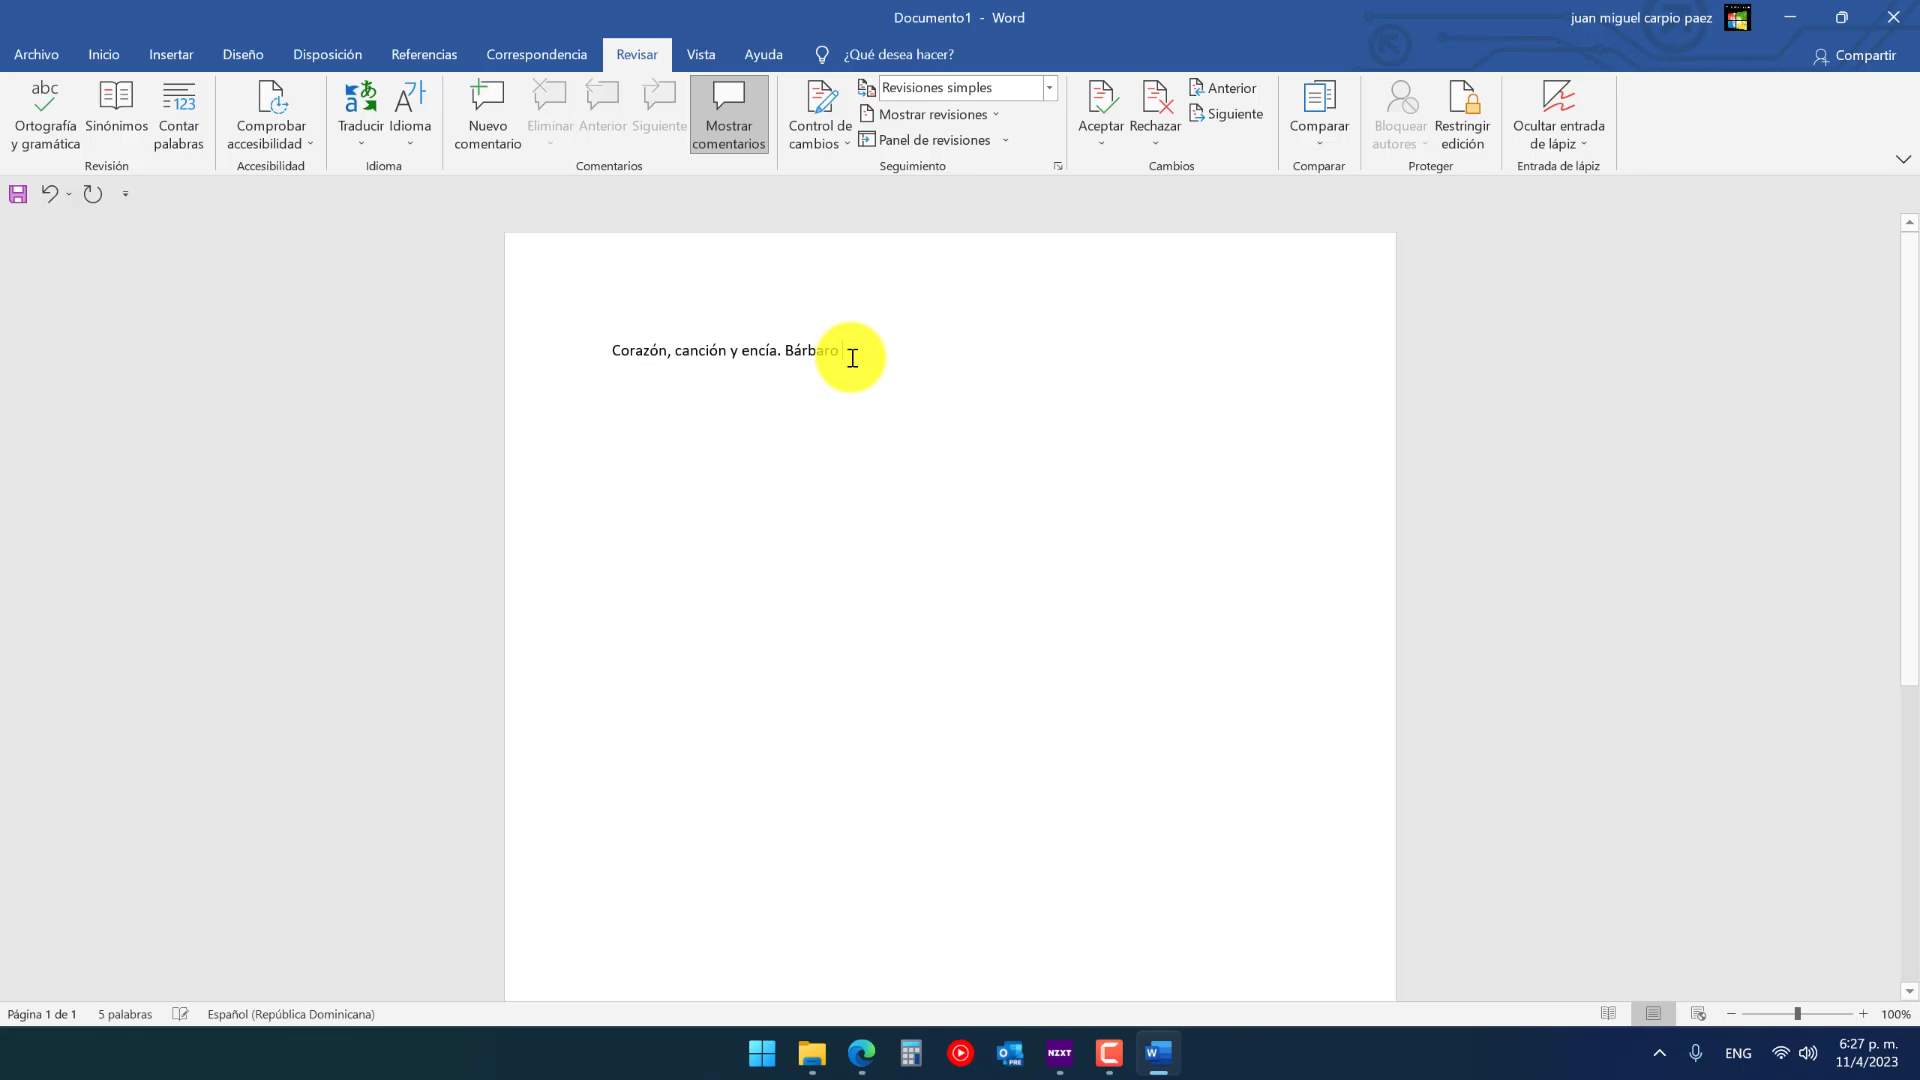 Documento1 - Word
juan miguel carpio paez
Archivo Inicio Insertar Diseño Disposición Referencias Correspondencia Revisar Vista Ayuda ¿Qué desea hacer? Compartir
abc
Ortografía y gramática
Sinónimos
123
Contar palabras
Revisión
Comprobar accesibilidad
Accesibilidad
Traducir
Idioma
Idioma
Nuevo comentario
Eliminar
Anterior
Siguiente
Mostrar comentarios
Comentarios
Control de cambios
Revisiones simples
Mostrar revisiones
Panel de revisiones
Seguimiento
Aceptar
Rechazar
Anterior
Siguiente
Cambios
Comparar
Comparar
Bloquear autores
Restringir edición
Proteger
Ocultar entrada de lápiz
Entrada de lápiz
Corazón, canción y encía. Bárbaro
Página 1 de 1 5 palabras Español (República Dominicana) 100%
NZXT
ENG
6:27 p. m.
11/4/2023